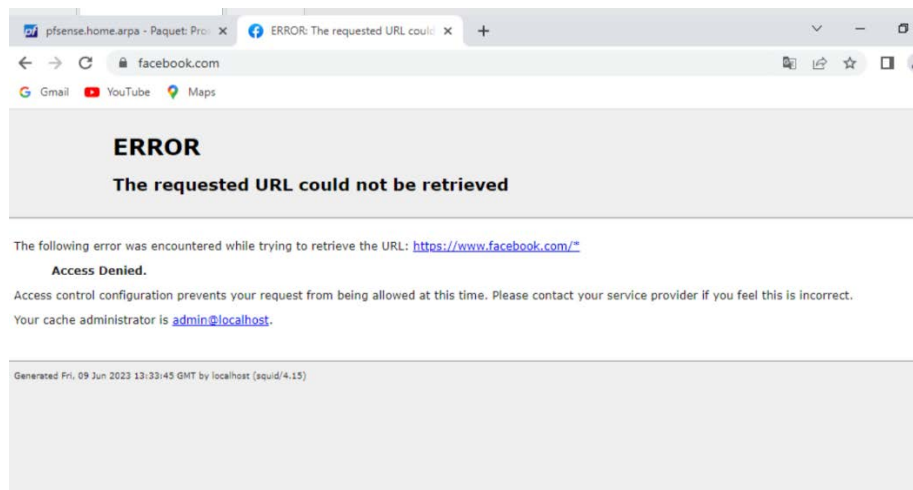 pfsense.home.arpa - Paquet: Pro
ERROR: The requested URL could
facebook.com
Gmail YouTube Maps
ERROR
The requested URL could not be retrieved
The following error was encountered while trying to retrieve the URL: https://www.facebook.com/*
Access Denied.
Access control configuration prevents your request from being allowed at this time. Please contact your service provider if you feel this is incorrect.
Your cache administrator is admin@localhost.
Generated Fri, 09 Jun 2023 13:33:45 GMT by localhost (squid/4.15)